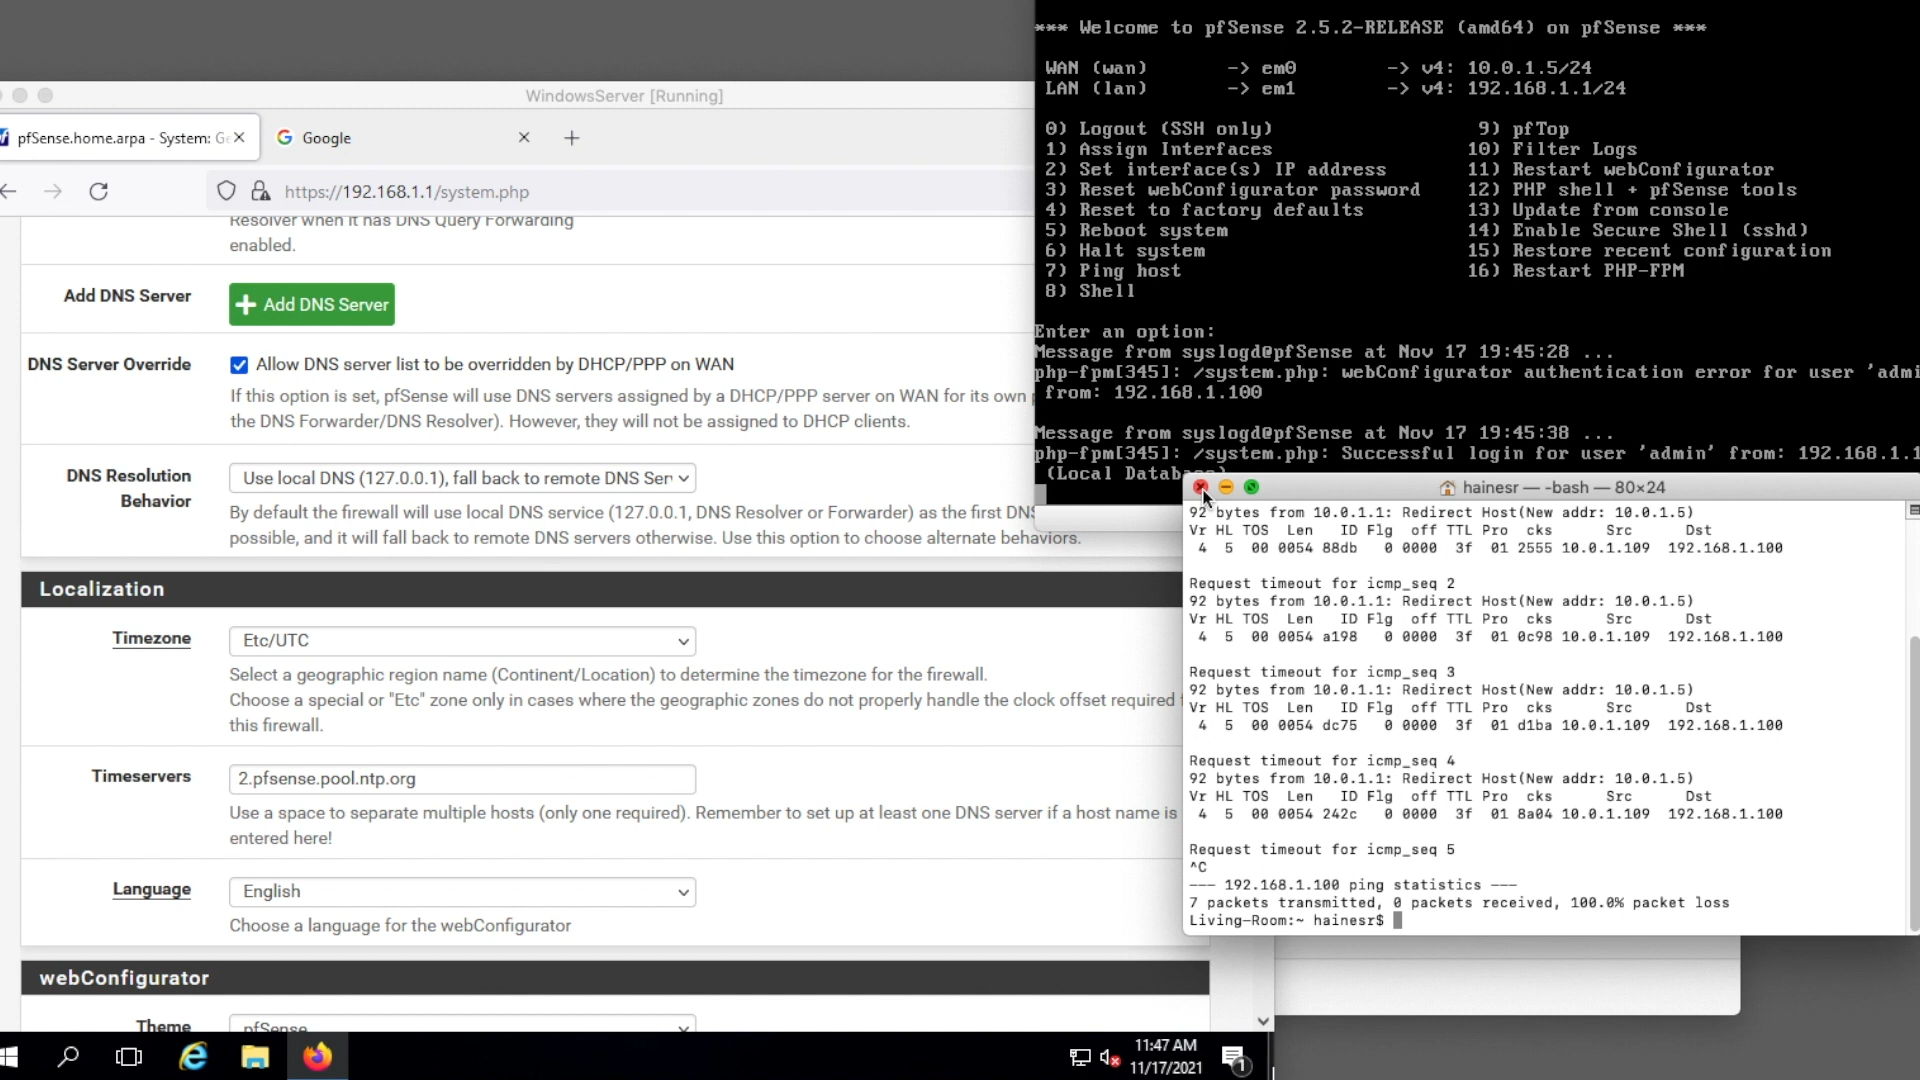 WindowsServer [Running]
pfSense.home.arpa - System: Ge
Google
https://192.168.1.1/system.php
Resolver when it has DNS Query Forwarding
enabled.
Add DNS Server
Add DNS Server
DNS Server Override
Allow DNS server list to be overridden by DHCP/PPP on WAN
If this option is set, pfSense will use DNS servers assigned by a DHCP/PPP server on WAN for its own
the DNS Forwarder/DNS Resolver). However, they will not be assigned to DHCP clients.
DNS Resolution
Behavior
Use local DNS (127.0.0.1), fall back to remote DNS Ser
By default the firewall will use local DNS service (127.0.0.1, DNS Resolver or Forwarder) as the first DNS
possible, and it will fall back to remote DNS servers otherwise. Use this option to choose alternate behaviors.
Localization
Timezone
Etc/UTC
Select a geographic region name (Continent/Location) to determine the timezone for the firewall.
Choose a special or "Etc" zone only in cases where the geographic zones do not properly handle the clock offset required
this firewall.
Timeservers
2.pfsense.pool.ntp.org
Use a space to separate multiple hosts (only one required). Remember to set up at least one DNS server if a host name is
entered here!
Language
English
Choose a language for the webConfigurator
webConfigurator
Theme
pfSense
11:47 AM
11/17/2021
1
*** Welcome to pfSense 2.5.2-RELEASE (amd64) on pfSense ***
WAN (wan) -> em0 -> v4: 10.0.1.5/24
LAN (lan) -> em1 -> v4: 192.168.1.1/24
0) Logout (SSH only) 9) pfTop
1) Assign Interfaces 10) Filter Logs
2) Set interface(s) IP address 11) Restart webConfigurator
3) Reset webConfigurator password 12) PHP shell + pfSense tools
4) Reset to factory defaults 13) Update from console
5) Reboot system 14) Enable Secure Shell (sshd)
6) Halt system 15) Restore recent configuration
7) Ping host 16) Restart PHP-FPM
8) Shell
Enter an option:
Message from syslogd@pfSense at Nov 17 19:45:28 ...
php-fpm[345]: /system.php: webConfigurator authentication error for user 'admi
from: 192.168.1.100
Message from syslogd@pfSense at Nov 17 19:45:38 ...
php-fpm[345]: /system.php: Successful login for user 'admin' from: 192.168.1.1
(Local Database)
hainesr — -bash — 80×24
92 bytes from 10.0.1.1: Redirect Host(New addr: 10.0.1.5)
Vr HL TOS Len ID Flg off TTL Pro cks Src Dst
4 5 00 0054 88db 0 0000 3f 01 2555 10.0.1.109 192.168.1.100
Request timeout for icmp_seq 2
92 bytes from 10.0.1.1: Redirect Host(New addr: 10.0.1.5)
Vr HL TOS Len ID Flg off TTL Pro cks Src Dst
4 5 00 0054 a198 0 0000 3f 01 0c98 10.0.1.109 192.168.1.100
Request timeout for icmp_seq 3
92 bytes from 10.0.1.1: Redirect Host(New addr: 10.0.1.5)
Vr HL TOS Len ID Flg off TTL Pro cks Src Dst
4 5 00 0054 dc75 0 0000 3f 01 d1ba 10.0.1.109 192.168.1.100
Request timeout for icmp_seq 4
92 bytes from 10.0.1.1: Redirect Host(New addr: 10.0.1.5)
Vr HL TOS Len ID Flg off TTL Pro cks Src Dst
4 5 00 0054 242c 0 0000 3f 01 8a04 10.0.1.109 192.168.1.100
Request timeout for icmp_seq 5
^C
--- 192.168.1.100 ping statistics ---
7 packets transmitted, 0 packets received, 100.0% packet loss
Living-Room:~ hainesr$